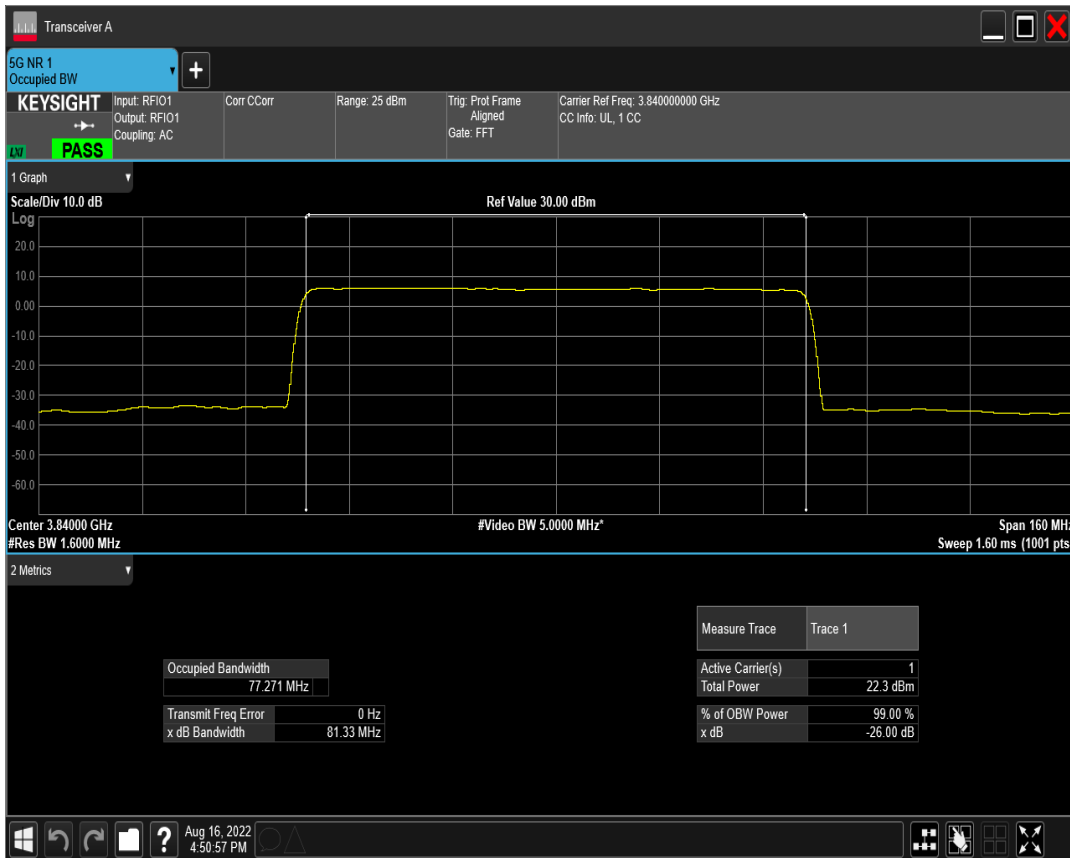 Transceiver A
5G NR 1
Occupied BW
KEYSIGHT
LXI
PASS
Input: RFIO1
Output: RFIO1
Coupling: AC
Corr CCorr
Range: 25 dBm
Trig: Prot Frame
Aligned
Gate: FFT
Carrier Ref Freq: 3.840000000 GHz
CC Info: UL, 1 CC
1 Graph
Scale/Div 10.0 dB
Ref Value 30.00 dBm
Log
20.0
10.0
0.00
-10.0
-20.0
-30.0
-40.0
-50.0
-60.0
Center 3.84000 GHz
#Video BW 5.0000 MHz*
Span 160 MHz
#Res BW 1.6000 MHz
Sweep 1.60 ms (1001 pts
2 Metrics
Measure Trace Trace 1
Occupied Bandwidth
77.271 MHz
Transmit Freq Error 0 Hz
x dB Bandwidth 81.33 MHz
Active Carrier(s) 1
Total Power 22.3 dBm
% of OBW Power 99.00 %
x dB -26.00 dB
?
Aug 16, 2022
4:50:57 PM